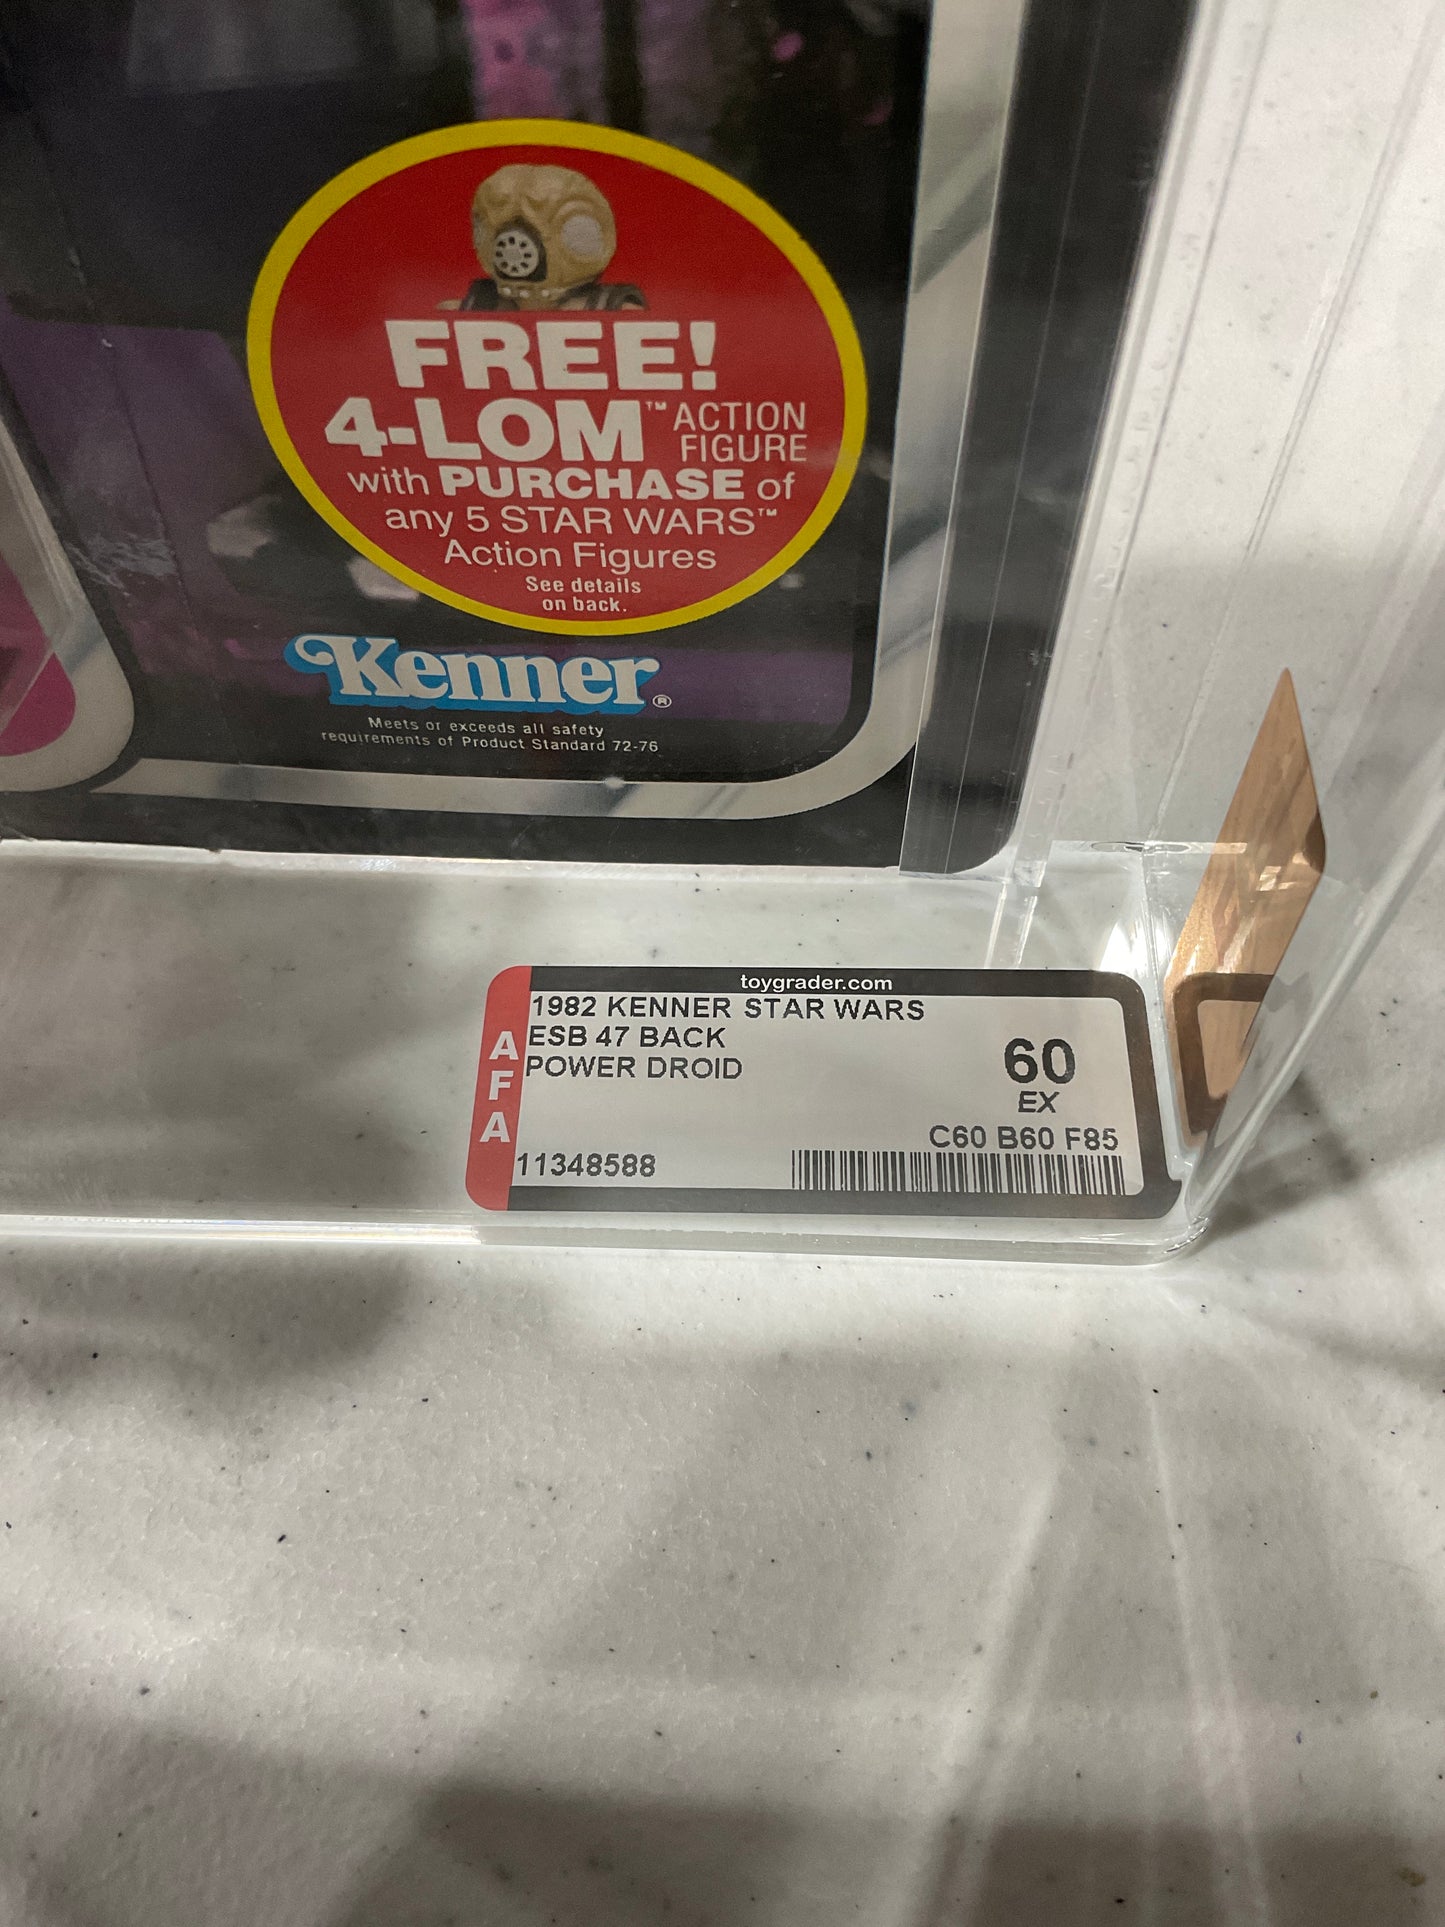 FREE!
4-LOM™ ACTION FIGURE
with PURCHASE of
any 5 STAR WARS™
Action Figures
See details
on back.
Kenner®
Meets or exceeds all safety
requirements of Product Standard 72-76
toygrader.com
AFA
1982 KENNER STAR WARS
ESB 47 BACK
POWER DROID
60
EX
C60 B60 F85
11348588